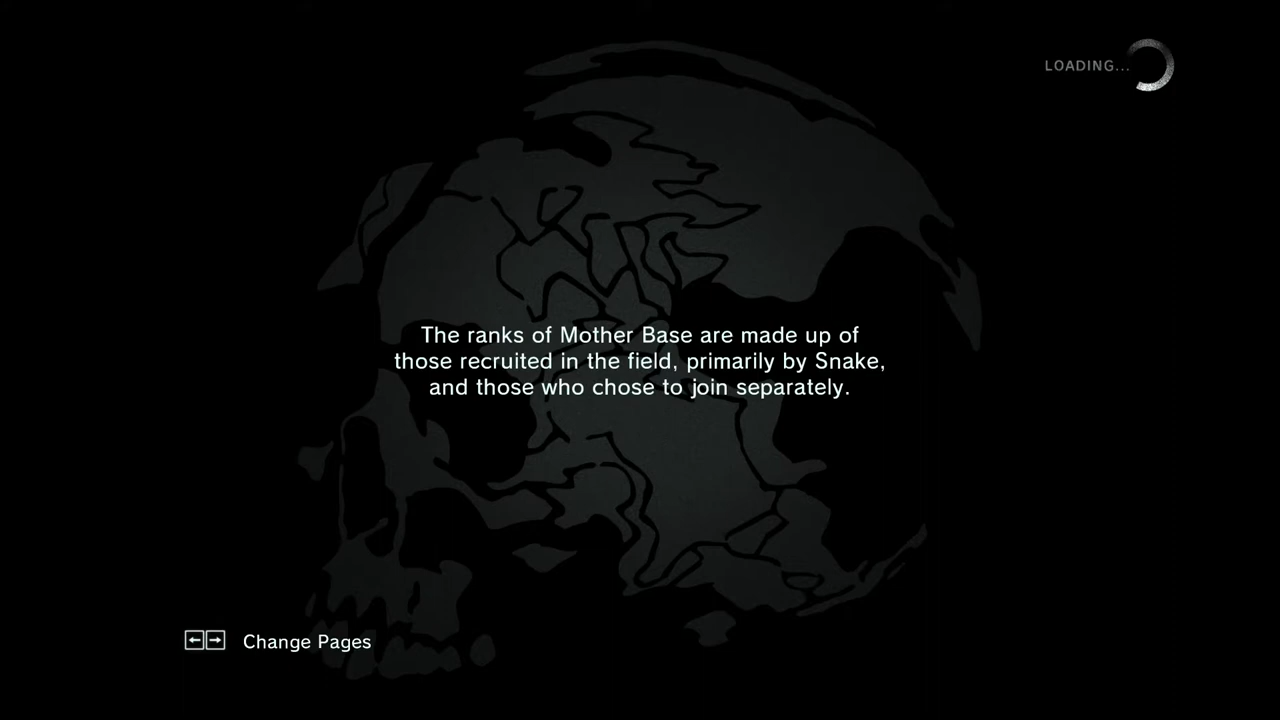 LOADING...
The ranks of Mother Base are made up of
those recruited in the field, primarily by Snake,
and those who chose to join separately.
Change Pages